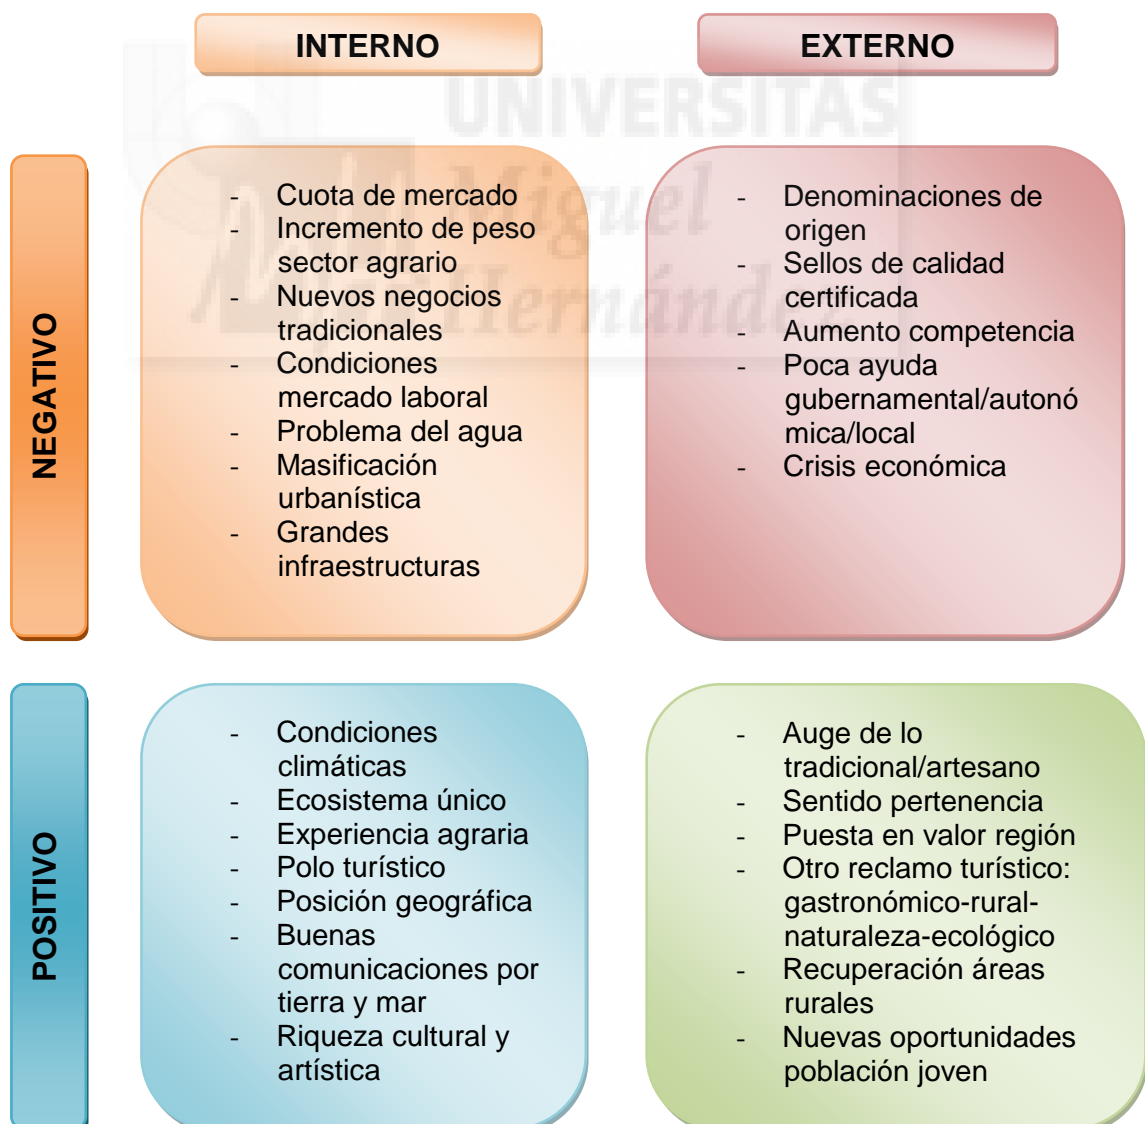 INTERNO
EXTERNO
UNIVERSITAS
Miguel
Hernández
NEGATIVO
- Cuota de mercado
- Incremento de peso
sector agrario
- Nuevos negocios
tradicionales
- Condiciones
mercado laboral
- Problema del agua
- Masificación
urbanística
- Grandes
infraestructuras
- Denominaciones de
origen
- Sellos de calidad
certificada
- Aumento competencia
- Poca ayuda
gubernamental/autonó
mica/local
- Crisis económica
POSITIVO
- Condiciones
climáticas
- Ecosistema único
- Experiencia agraria
- Polo turístico
- Posición geográfica
- Buenas
comunicaciones por
tierra y mar
- Riqueza cultural y
artística
- Auge de lo
tradicional/artesano
- Sentido pertenencia
- Puesta en valor región
- Otro reclamo turístico:
gastronómico-rural-
naturaleza-ecológico
- Recuperación áreas
rurales
- Nuevas oportunidades
población joven